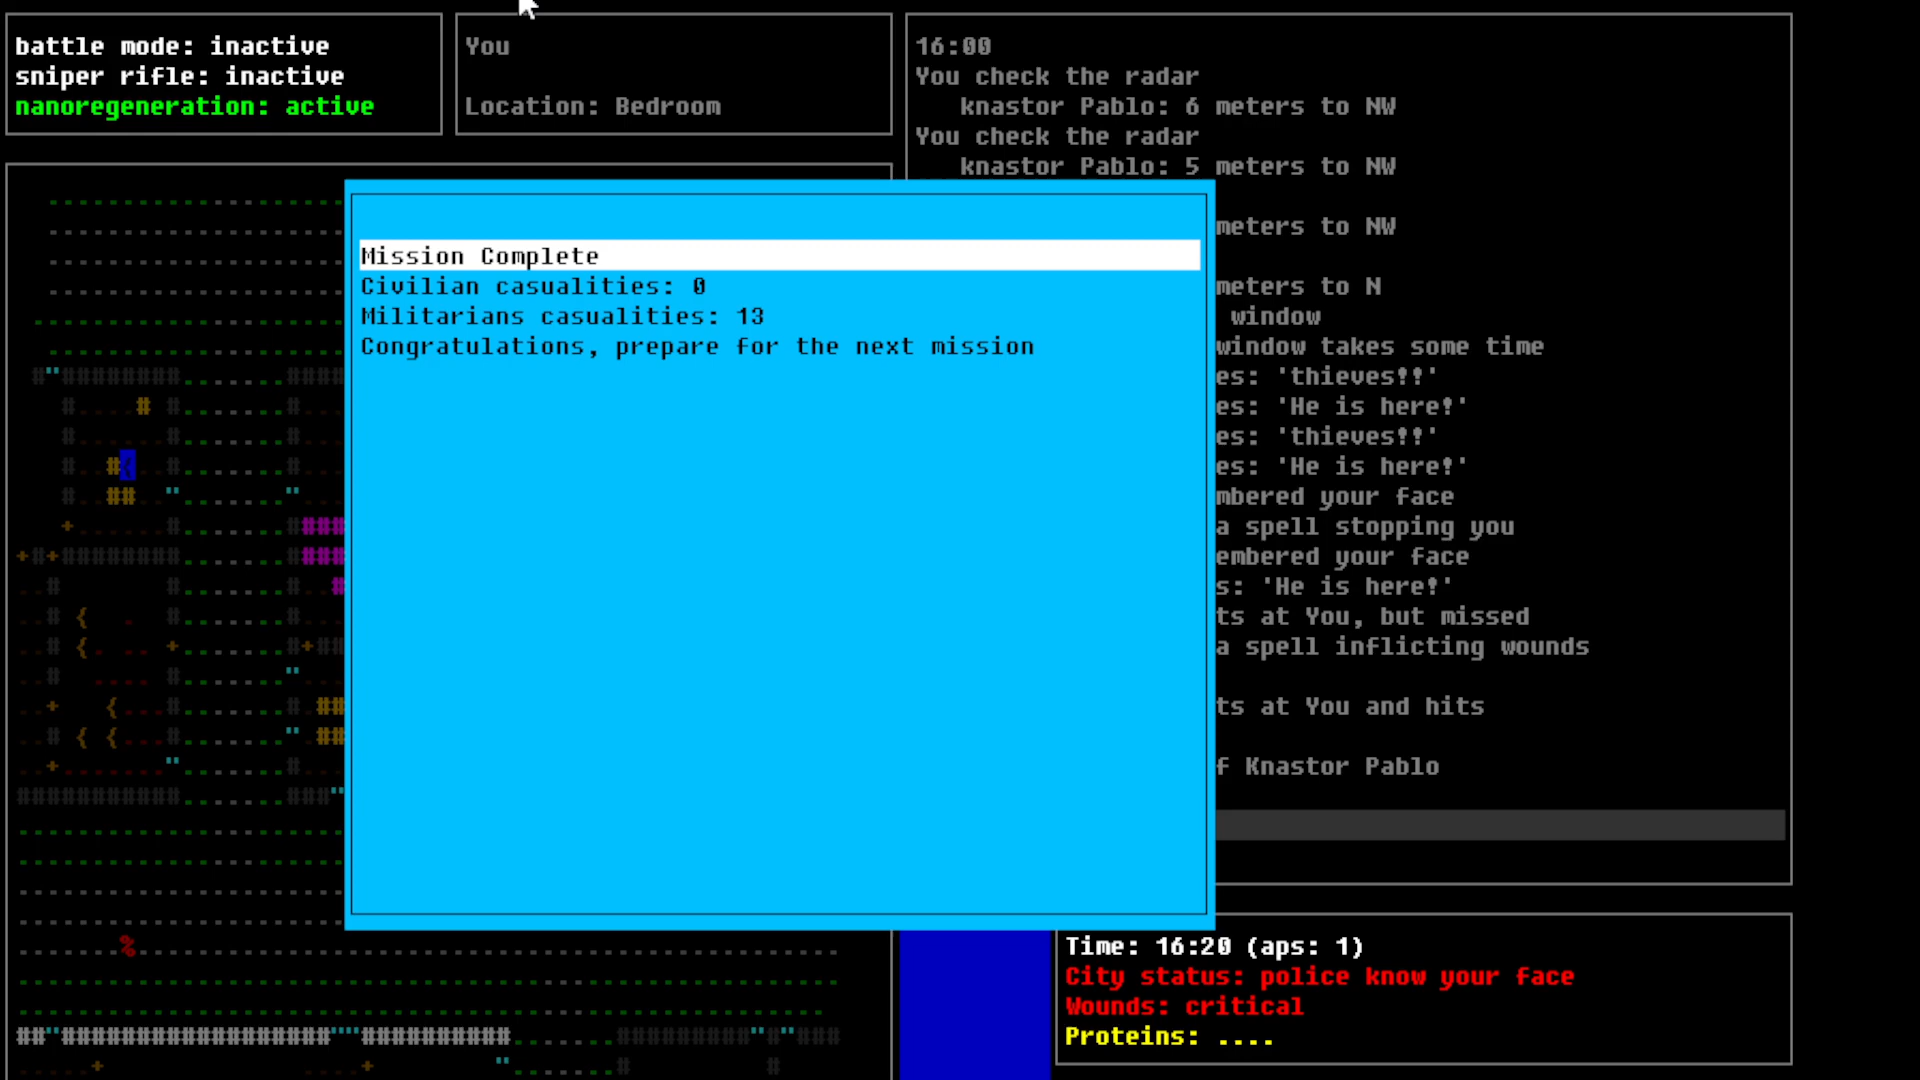 battle mode: inactive
sniper rifle: inactive
nanoregeneration: active
You
Location: Bedroom
16:00
You check the radar
knastor Pablo: 6 meters to NW
You check the radar
knastor Pablo: 5 meters to NW
meters to NW
meters to N
window
window takes some time
es: 'thieves!!'
es: 'He is here!'
es: 'thieves!!'
es: 'He is here!'
mbered your face
a spell stopping you
embered your face
s: 'He is here!'
ts at You, but missed
a spell inflicting wounds
ts at You and hits
f Knastor Pablo
Mission Complete
Civilian casualities: 0
Militarians casualities: 13
Congratulations, prepare for the next mission
Time: 16:20 (aps: 1)
City status: police know your face
Wounds: critical
Proteins: ....